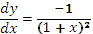 dy/dx = -1/(1 + x)²